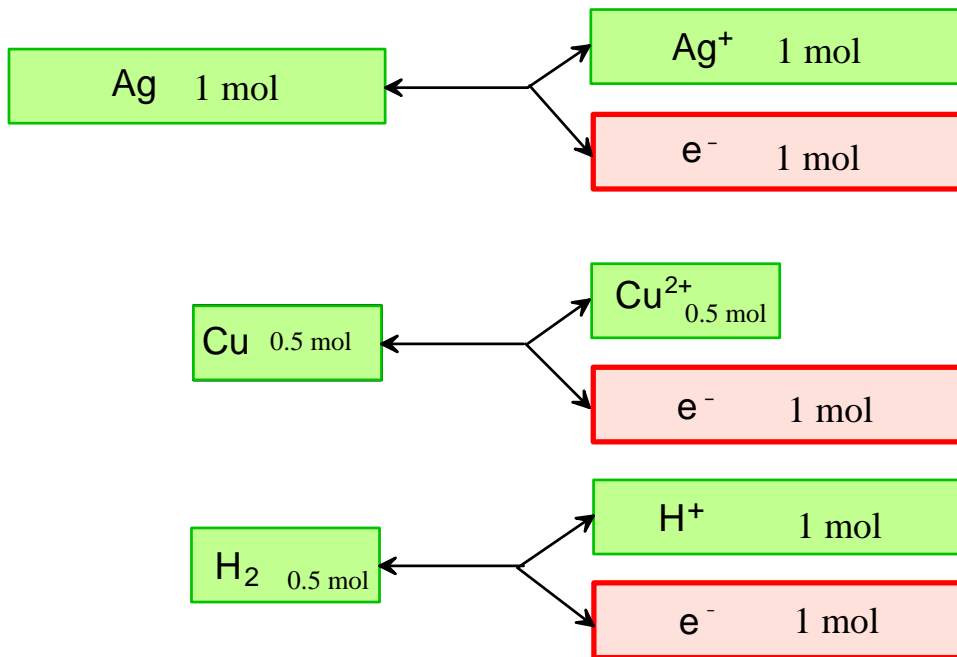 Ag 1 mol
Ag⁺ 1 mol
e⁻ 1 mol
Cu 0.5 mol
Cu²⁺ 0.5 mol
e⁻ 1 mol
H₂ 0.5 mol
H⁺ 1 mol
e⁻ 1 mol